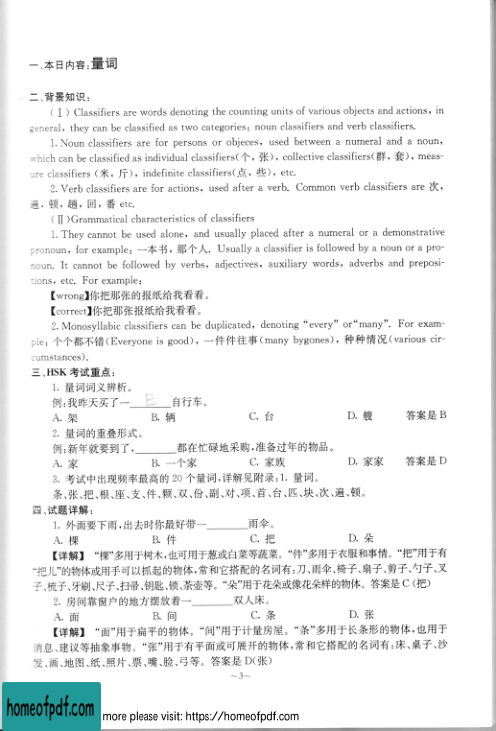 一、本日内容:量词
二、背景知识:
(Ⅰ) Classifiers are words denoting the counting units of various objects and actions, in
general, they can be classified as two categories: noun classifiers and verb classifiers.
1. Noun classifiers are for persons or objeces, used between a numeral and a noun,
which can be classified as individual classifiers(个,张), collective classifiers(群,套), meas-
ure classifiers (米,斤), indefinite classifiers(点,些), etc.
2. Verb classifiers are for actions, used after a verb. Common verb classifiers are 次,
遍,顿,趟,回,番 etc.
(Ⅱ)Grammatical characteristics of classifiers
1. They cannot be used alone, and usually placed after a numeral or a demonstrative
pronoun, for example: 一本书,那个人. Usually a classifier is followed by a noun or a pro-
noun. It cannot be followed by verbs, adjectives, auxiliary words, adverbs and preposi-
tions, etc. For example:
【wrong】你把那张的报纸给我看看。
【correct】你把那张报纸给我看看。
2. Monosyllabic classifiers can be duplicated, denoting "every" or"many". For exam-
ple: 个个都不错(Everyone is good), 一件件往事(many bygones), 种种情况(various cir-
cumstances).
三、HSK 考试重点:
1. 量词词义辨析。
例:我昨天买了一 B 自行车。
A. 架 B. 辆 C. 台 D. 艘 答案是 B
2. 量词的重叠形式。
例:新年就要到了,______都在忙碌地采购,准备过年的物品。
A. 家 B. 一个家 C. 家族 D. 家家 答案是 D
3. 考试中出现频率最高的 20 个量词,详解见附录:1. 量词。
条、张、把、根、座、支、件、颗、双、份、副、对、项、首、台、匹、块、次、遍、顿。
四、试题详解:
1. 外面要下雨,出去时你最好带一______雨伞。
A. 棵 B. 件 C. 把 D. 朵
【详解】 "棵"多用于树木,也可用于葱或白菜等蔬菜。"件"多用于衣服和事情。"把"用于有
"把儿"的物体或用手可以抓起的物体,常和它搭配的名词有:刀、雨伞、椅子、扇子、剪子、勺子、叉
子、梳子、牙刷、尺子、扫帚、钥匙、锁、茶壶等。"朵"用于花朵或像花朵样的物体。答案是 C (把)
2. 房间靠窗户的地方摆放着一______双人床。
A. 面 B. 间 C. 条 D. 张
【详解】 "面"用于扁平的物体。"间"用于计量房屋。"条"多用于长条形的物体,也用于
消息、建议等抽象事物。"张"用于有平面或可展开的物体,常和它搭配的名词有:床、桌子、沙
发、画、地图、纸、照片、票、嘴、脸、弓等。答案是 D(张)
~3~
homeofpdf.com
more please visit: https://homeofpdf.com